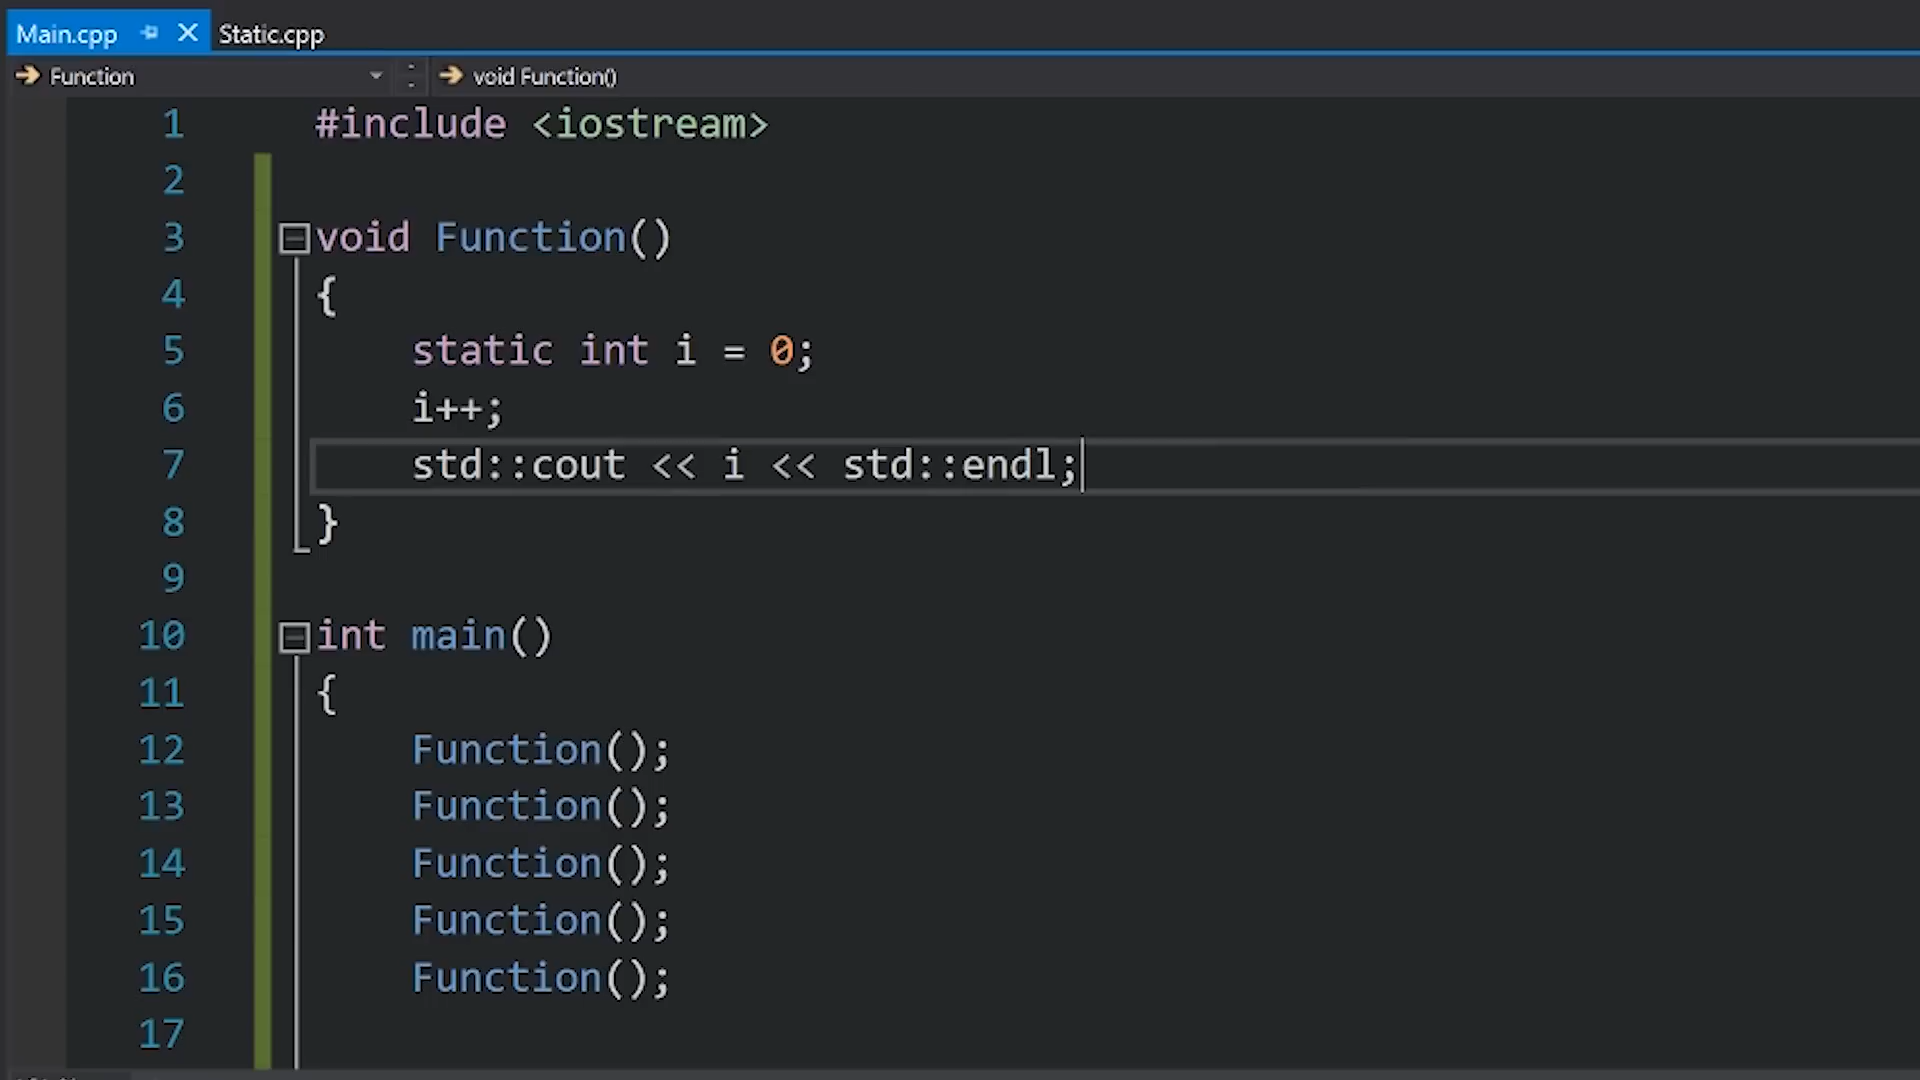 Main.cpp Static.cpp
Function void Function()
1 #include <iostream>
2
3 void Function()
4 {
5 static int i = 0;
6 i++;
7 std::cout << i << std::endl;
8 }
9
10 int main()
11 {
12 Function();
13 Function();
14 Function();
15 Function();
16 Function();
17